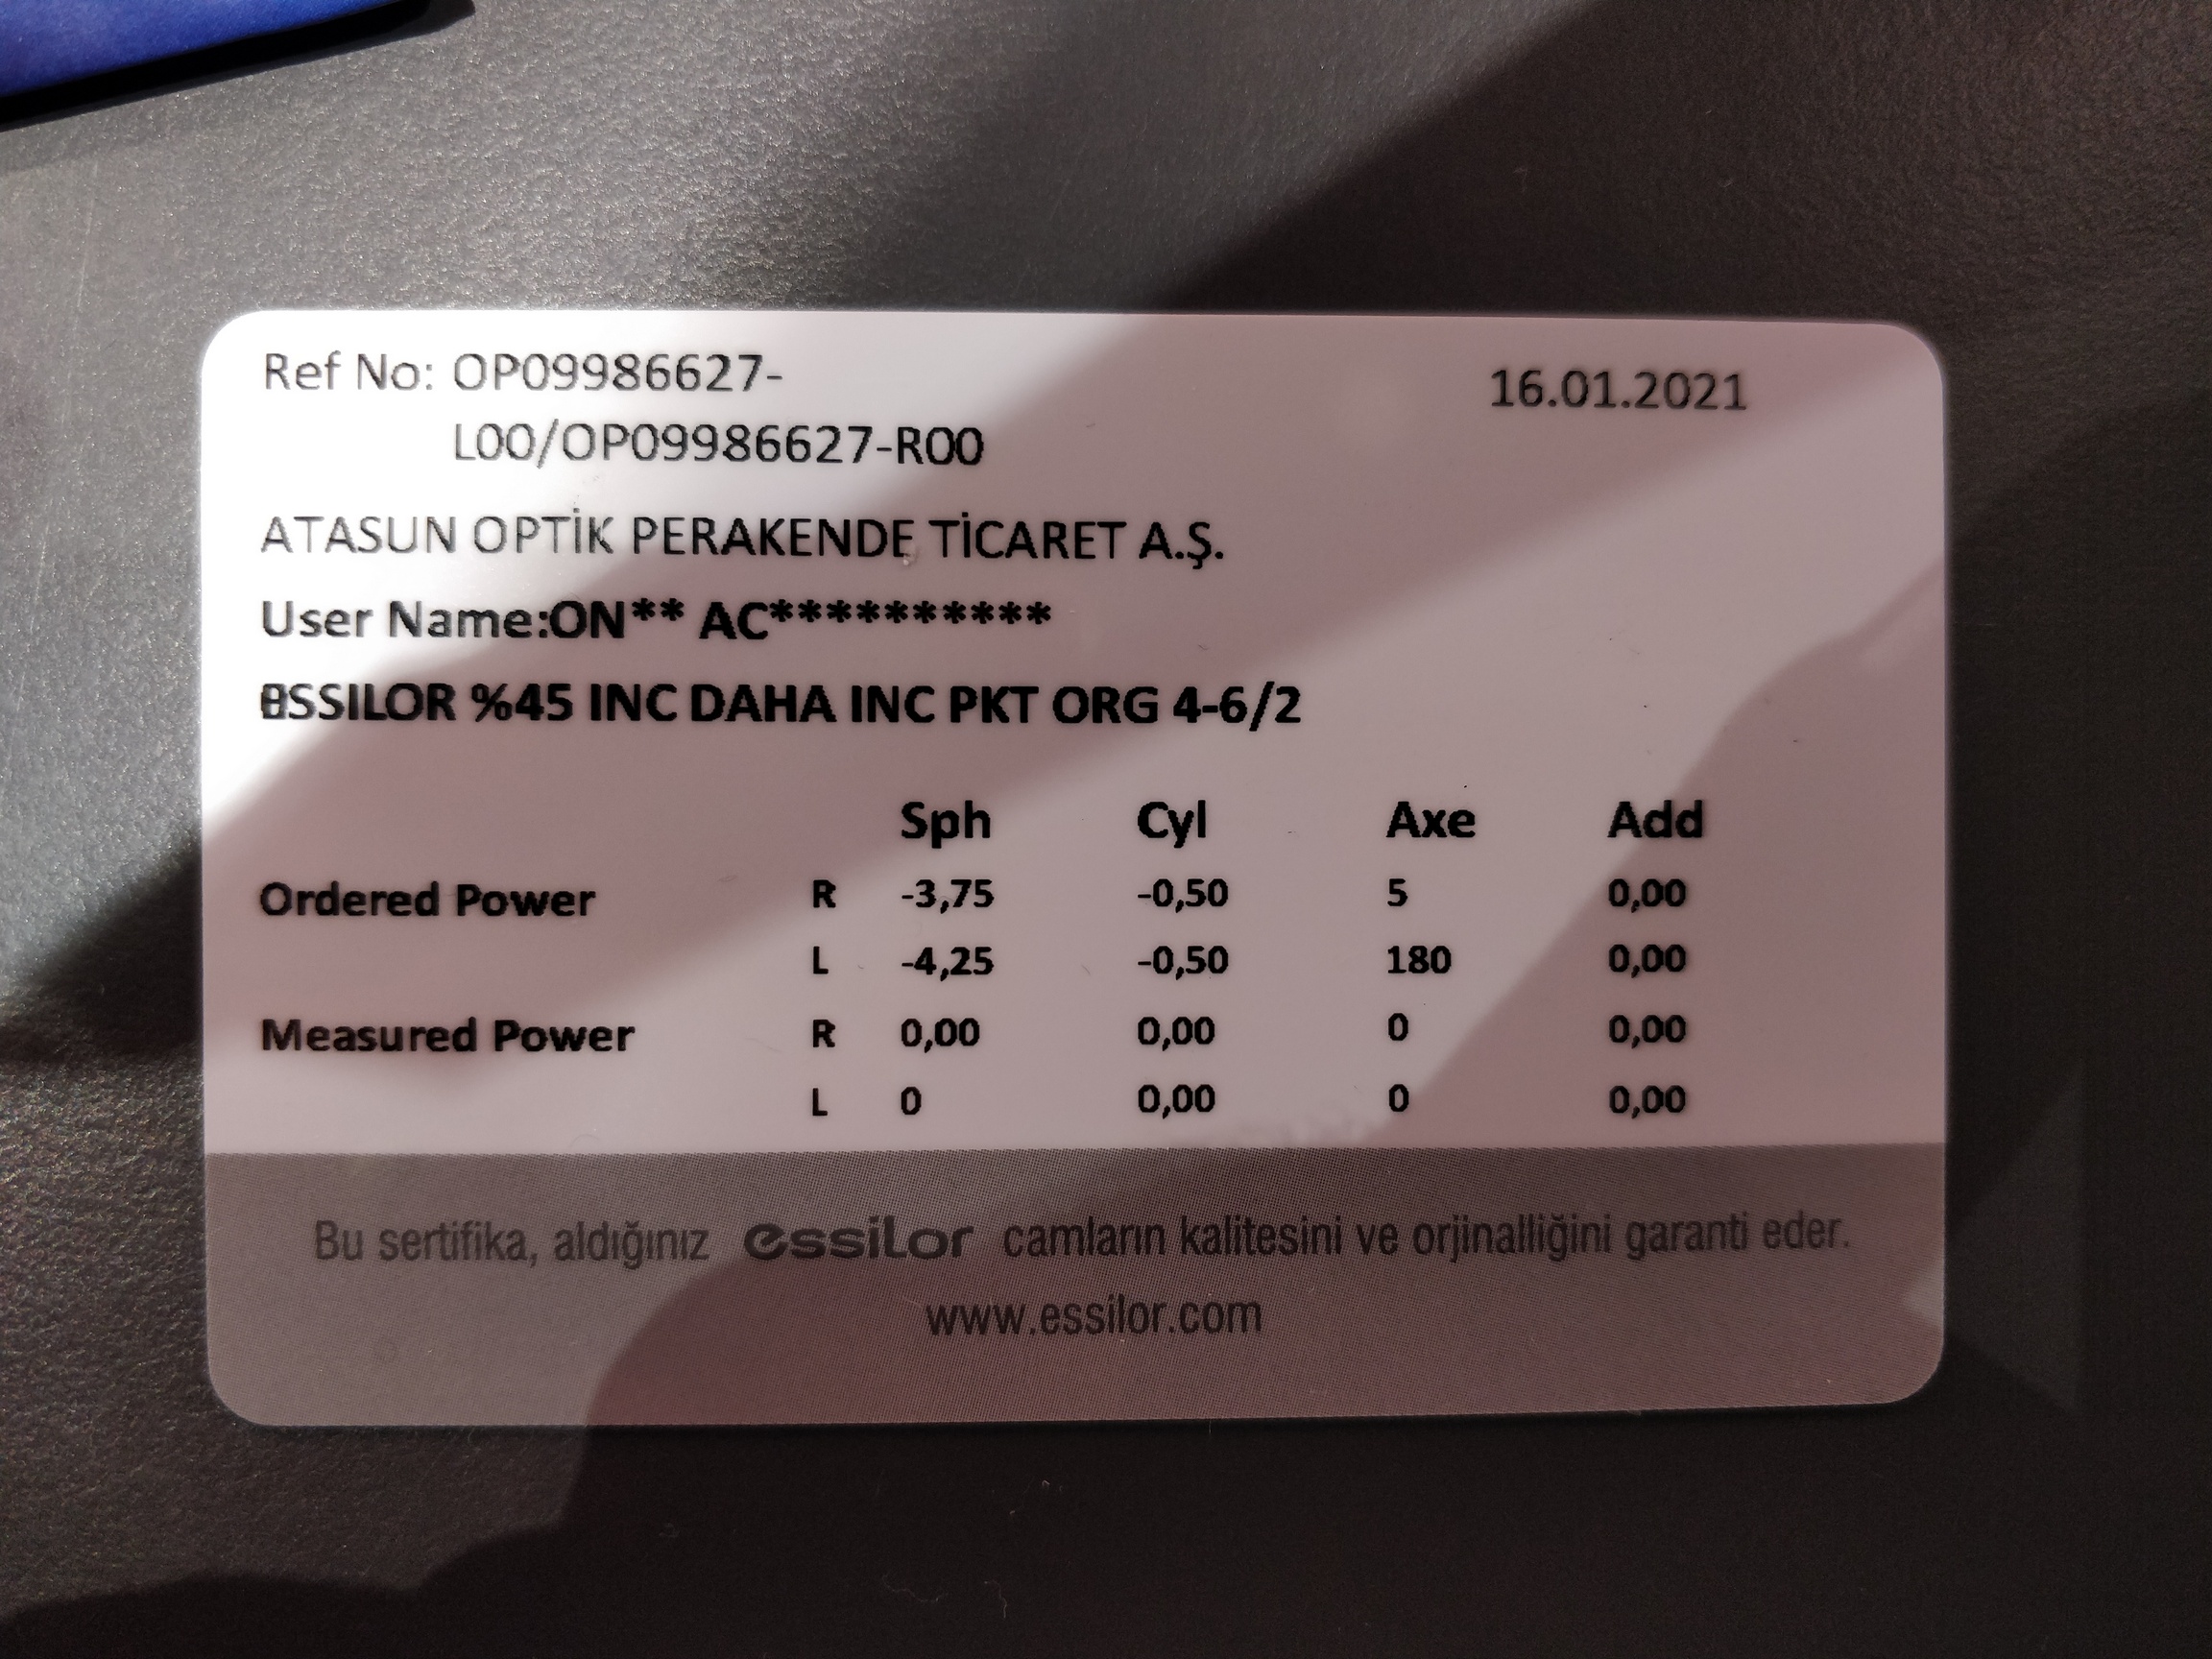 Ref No: OP09986627-
L00/OP09986627-R00
16.01.2021
ATASUN OPTİK PERAKENDE TİCARET A.Ş.
User Name:ON** AC**********
ESSILOR %45 INC DAHA INC PKT ORG 4-6/2
Sph Cyl Axe Add
Ordered Power R -3,75 -0,50 5 0,00
L -4,25 -0,50 180 0,00
Measured Power R 0,00 0,00 0 0,00
L 0 0,00 0 0,00
Bu sertifika, aldığınız essilor camların kalitesini ve orjinalliğini garanti eder.
www.essilor.com